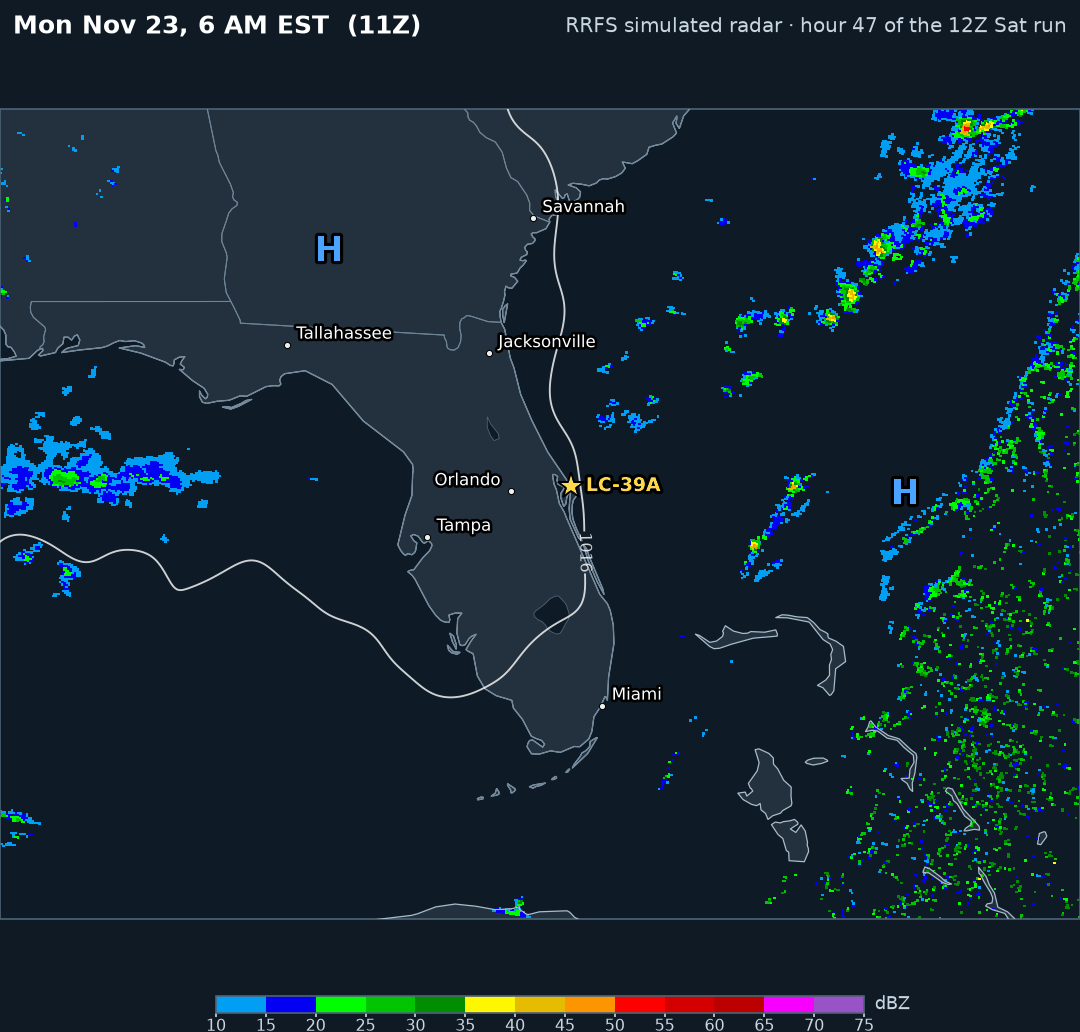 Mon Nov 23, 6 AM EST (11Z)
RRFS simulated radar · hour 47 of the 12Z Sat run
Savannah
H
Tallahassee
Jacksonville
Orlando
LC-39A
H
Tampa
1016
Miami
dBZ
10 15 20 25 30 35 40 45 50 55 60 65 70 75